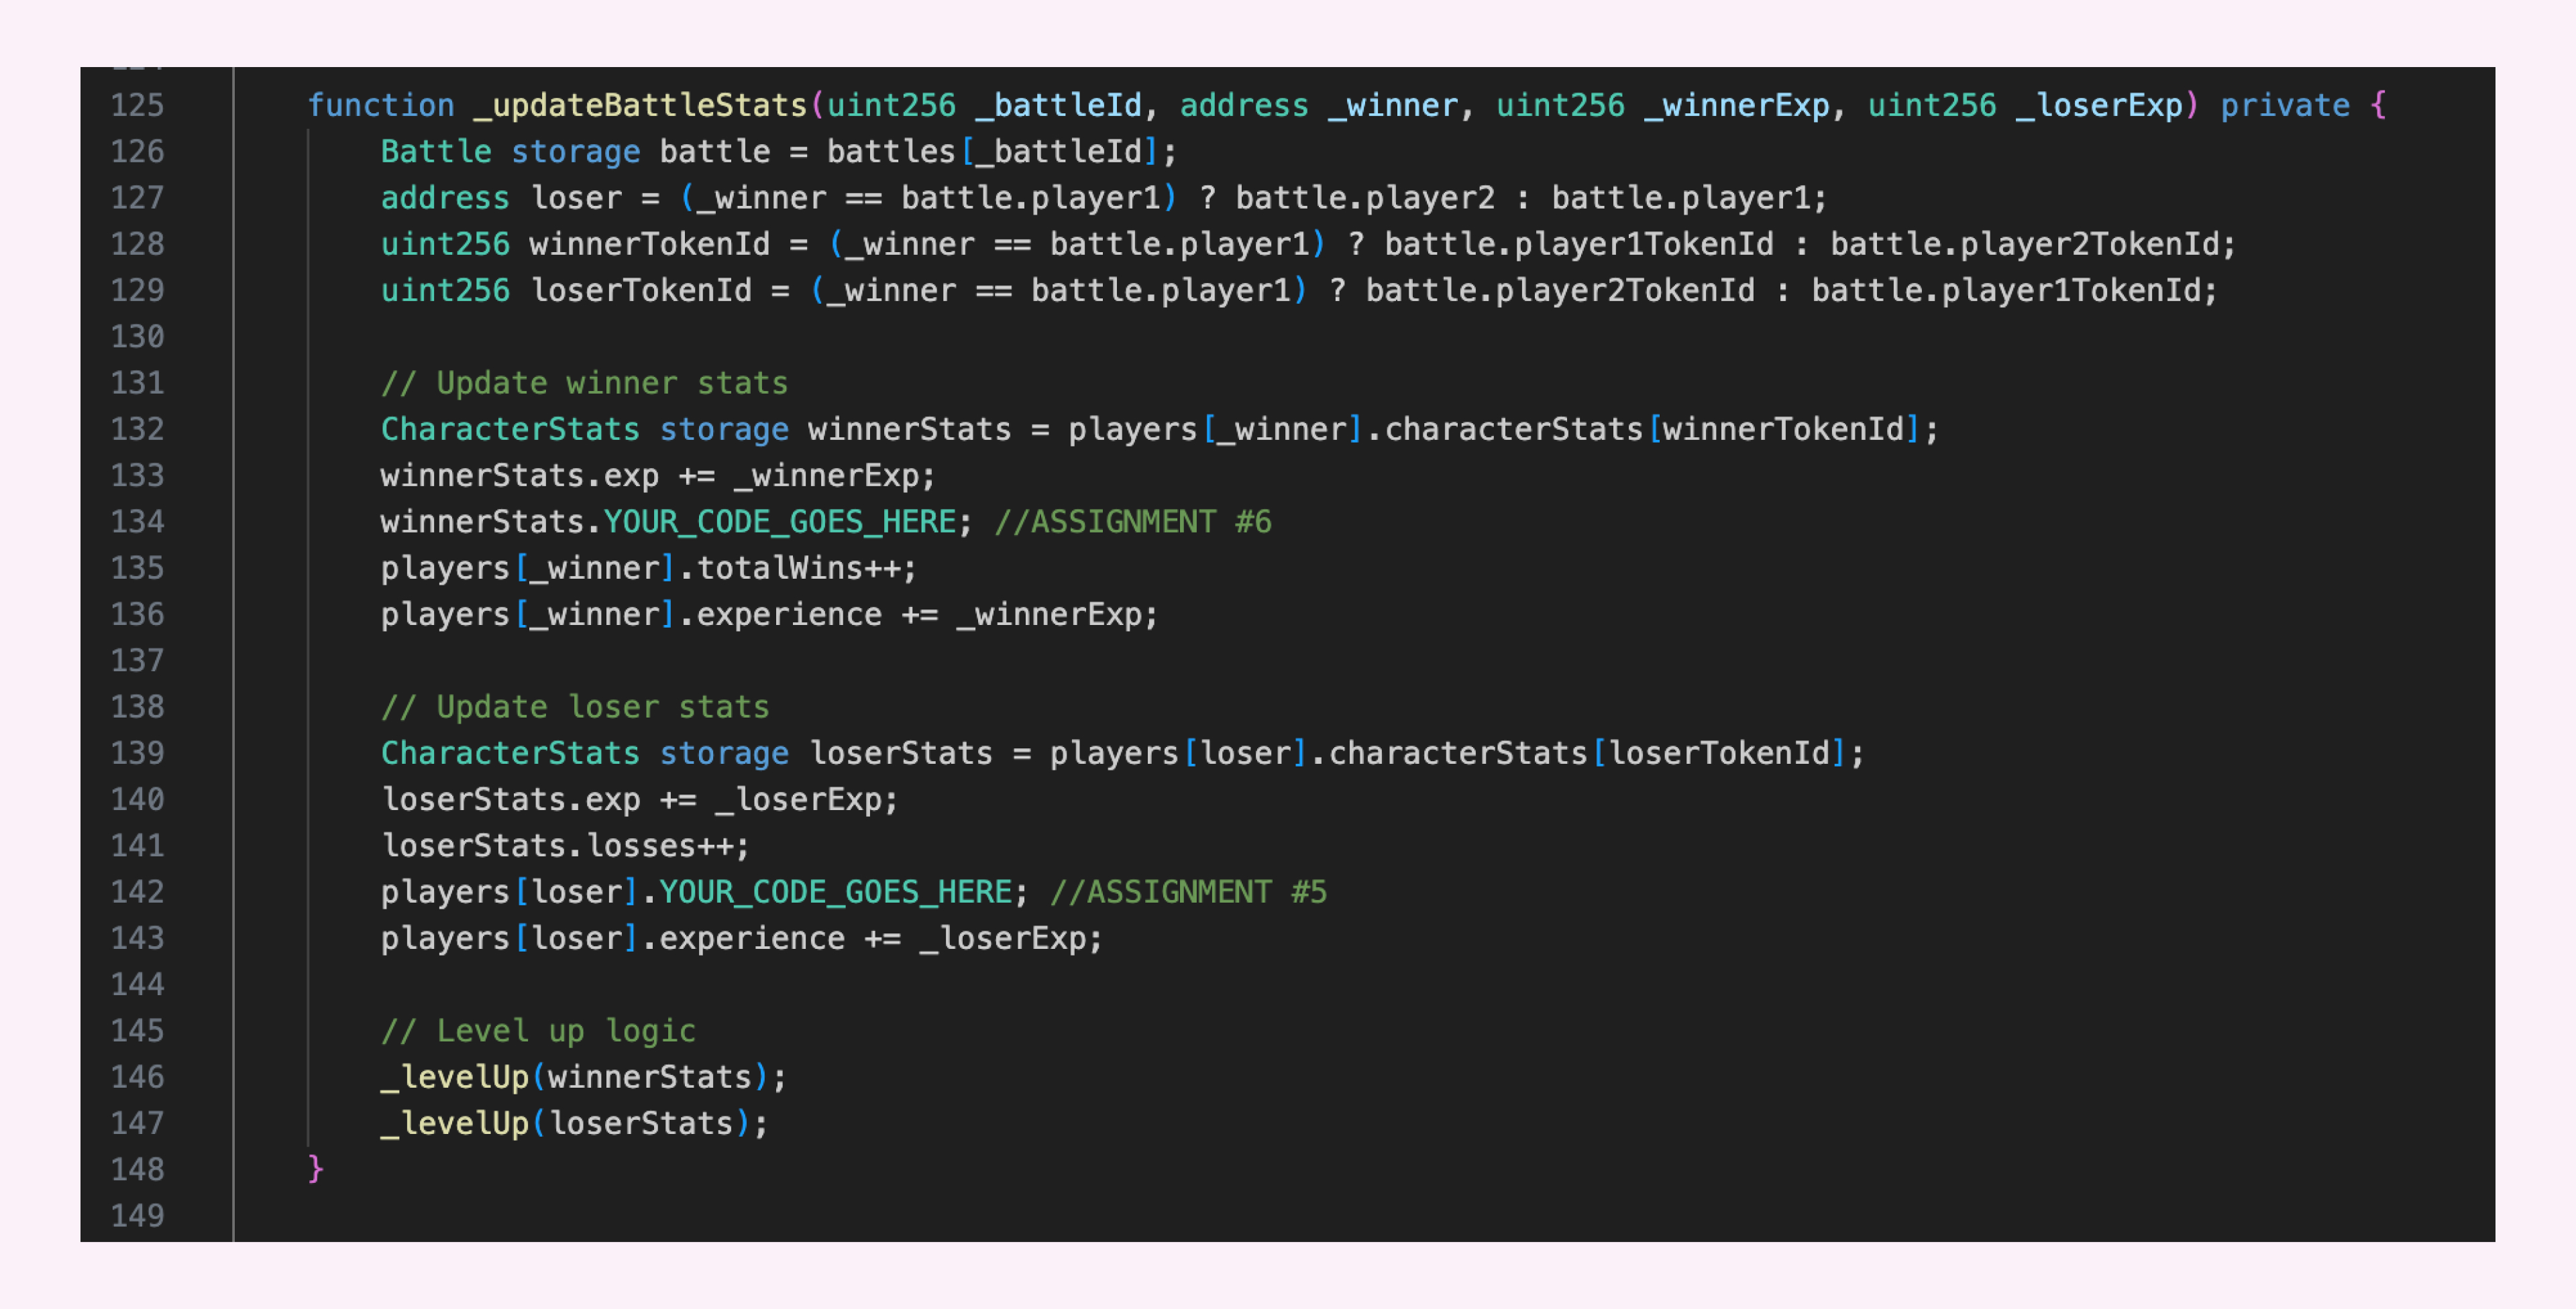 125 function _updateBattleStats(uint256 _battleId, address _winner, uint256 _winnerExp, uint256 _loserExp) private {
126 Battle storage battle = battles[_battleId];
127 address loser = (_winner == battle.player1) ? battle.player2 : battle.player1;
128 uint256 winnerTokenId = (_winner == battle.player1) ? battle.player1TokenId : battle.player2TokenId;
129 uint256 loserTokenId = (_winner == battle.player1) ? battle.player2TokenId : battle.player1TokenId;
130
131 // Update winner stats
132 CharacterStats storage winnerStats = players[_winner].characterStats[winnerTokenId];
133 winnerStats.exp += _winnerExp;
134 winnerStats.YOUR_CODE_GOES_HERE; //ASSIGNMENT #6
135 players[_winner].totalWins++;
136 players[_winner].experience += _winnerExp;
137
138 // Update loser stats
139 CharacterStats storage loserStats = players[loser].characterStats[loserTokenId];
140 loserStats.exp += _loserExp;
141 loserStats.losses++;
142 players[loser].YOUR_CODE_GOES_HERE; //ASSIGNMENT #5
143 players[loser].experience += _loserExp;
144
145 // Level up logic
146 _levelUp(winnerStats);
147 _levelUp(loserStats);
148 }
149